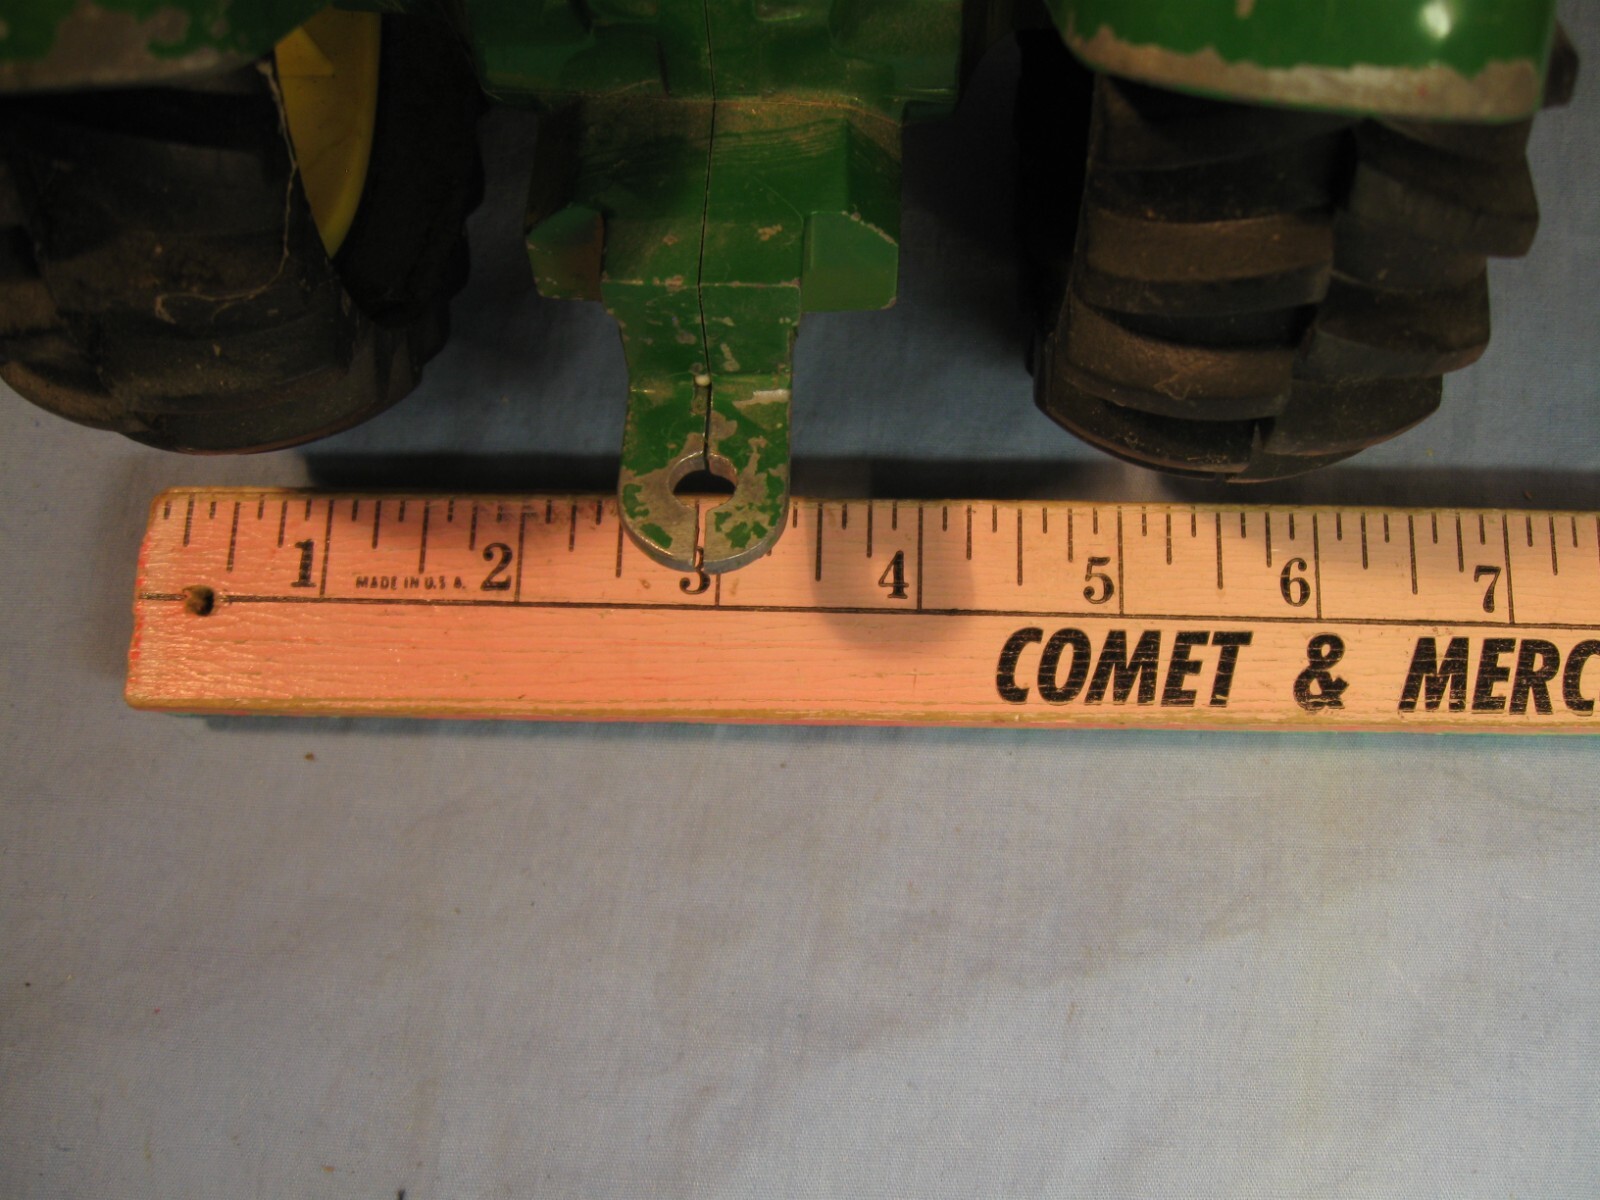 1 2 3 4 5 6 7
MADE IN U.S.A.
COMET & MERC